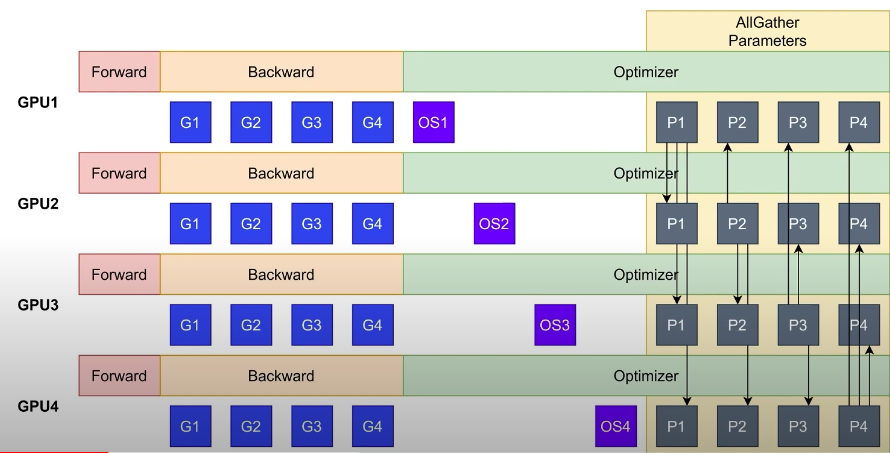 AllGather
Parameters
Forward Backward Optimizer
GPU1
G1 G2 G3 G4 OS1 P1 P2 P3 P4
Forward Backward Optimizer
GPU2
G1 G2 G3 G4 OS2 P1 P2 P3 P4
Forward Backward Optimizer
GPU3
G1 G2 G3 G4 OS3 P1 P2 P3 P4
Forward Backward Optimizer
GPU4
G1 G2 G3 G4 OS4 P1 P2 P3 P4